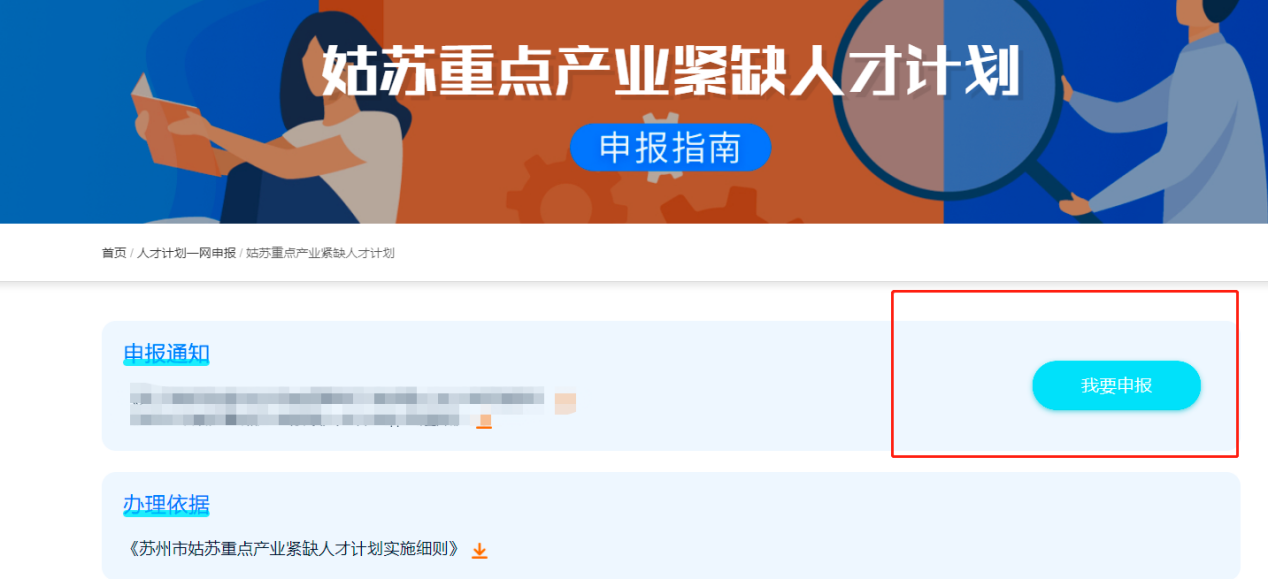 姑苏重点产业紧缺人才计划
申报指南
首页 / 人才计划一网申报 / 姑苏重点产业紧缺人才计划
申报通知
我要申报
办理依据
《苏州市姑苏重点产业紧缺人才计划实施细则》